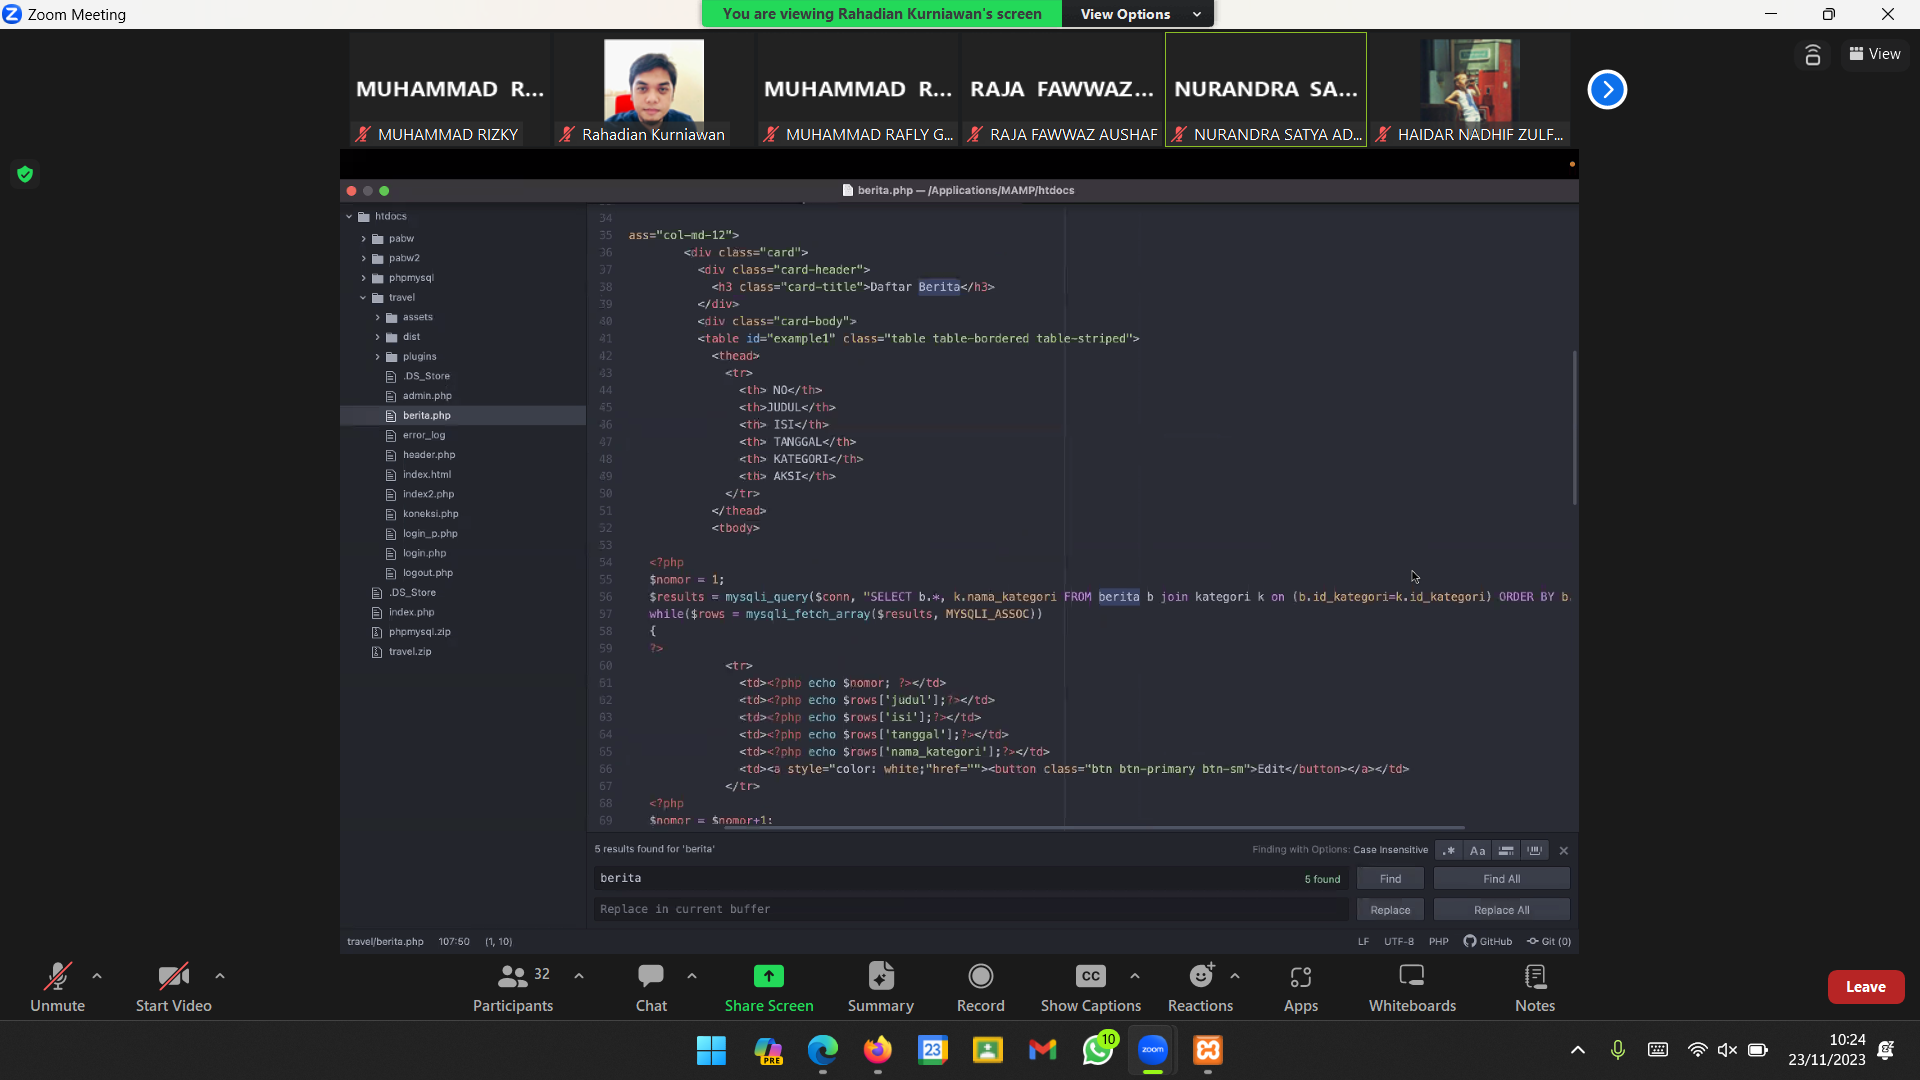 Zoom Meeting
You are viewing Rahadian Kurniawan's screen
View Options
MUHAMMAD R...
MUHAMMAD R...
RAJA FAWWAZ...
NURANDRA SA...
View
MUHAMMAD RIZKY
Rahadian Kurniawan
MUHAMMAD RAFLY G...
RAJA FAWWAZ AUSHAF
NURANDRA SATYA AD...
HAIDAR NADHIF ZULF...
berita.php — /Applications/MAMP/htdocs
htdocs
pabw
pabw2
phpmysql
travel
assets
dist
plugins
.DS_Store
admin.php
berita.php
error_log
header.php
index.html
index2.php
koneksi.php
login_p.php
login.php
logout.php
.DS_Store
index.php
phpmysql.zip
travel.zip
34
35 ass="col-md-12">
36 <div class="card">
37 <div class="card-header">
38 <h3 class="card-title">Daftar Berita</h3>
39 </div>
40 <div class="card-body">
41 <table id="example1" class="table table-bordered table-striped">
42 <thead>
43 <tr>
44 <th> NO</th>
45 <th>JUDUL</th>
46 <th> ISI</th>
47 <th> TANGGAL</th>
48 <th> KATEGORI</th>
49 <th> AKSI</th>
50 </tr>
51 </thead>
52 <tbody>
53
54 <?php
55 $nomor = 1;
56 $results = mysqli_query($conn, "SELECT b.*, k.nama_kategori FROM berita b join kategori k on (b.id_kategori=k.id_kategori) ORDER BY b.
57 while($rows = mysqli_fetch_array($results, MYSQLI_ASSOC))
58 {
59 ?>
60 <tr>
61 <td><?php echo $nomor; ?></td>
62 <td><?php echo $rows['judul'];?></td>
63 <td><?php echo $rows['isi'];?></td>
64 <td><?php echo $rows['tanggal'];?></td>
65 <td><?php echo $rows['nama_kategori'];?></td>
66 <td><a style="color: white;"href=""><button class="btn btn-primary btn-sm">Edit</button></a></td>
67 </tr>
68 <?php
69 $nomor = $nomor+1;
5 results found for 'berita'
Finding with Options: Case Insensitive
.* Aa
berita
5 found
Find
Find All
Replace in current buffer
Replace
Replace All
travel/berita.php 107:50 (1, 10)
LF UTF-8 PHP GitHub Git (0)
Unmute
Start Video
32
Participants
Chat
Share Screen
Summary
Record
CC
Show Captions
Reactions
Apps
Whiteboards
Notes
Leave
PRE
23
10
zoom
10:24
23/11/2023